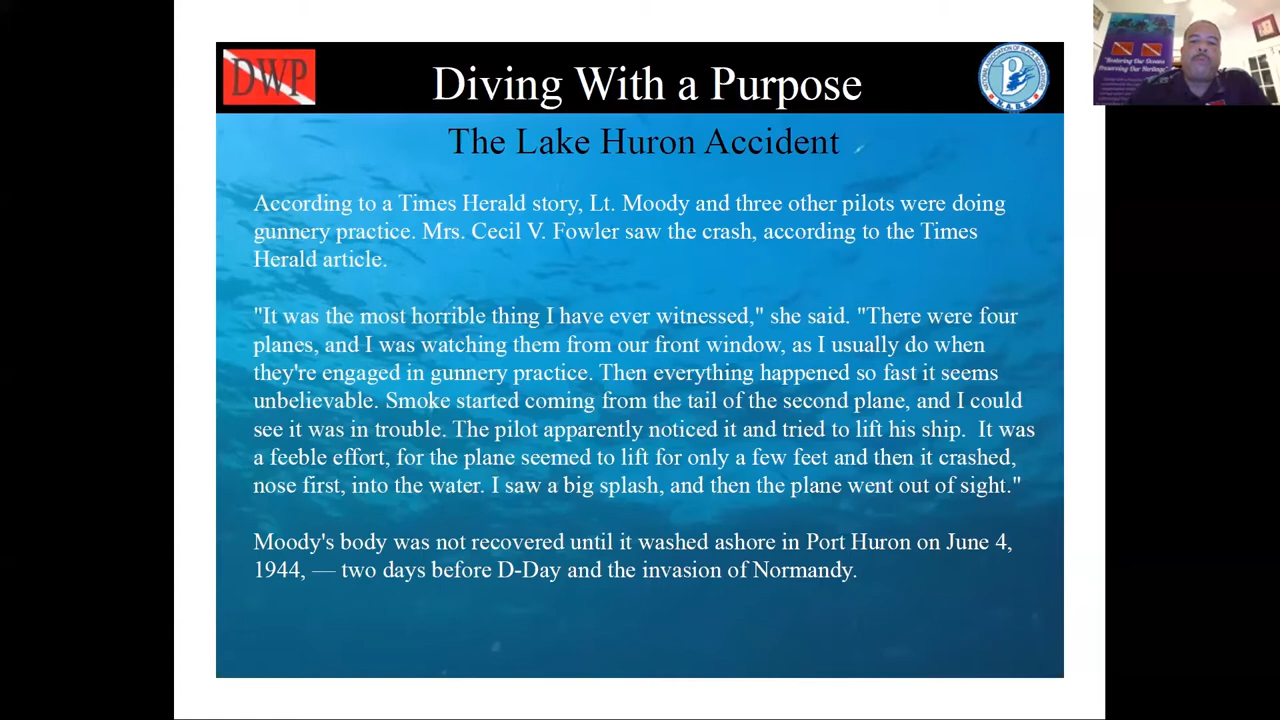 DWP
Diving With a Purpose
The Lake Huron Accident
According to a Times Herald story, Lt. Moody and three other pilots were doing
gunnery practice. Mrs. Cecil V. Fowler saw the crash, according to the Times
Herald article.
"It was the most horrible thing I have ever witnessed," she said. "There were four
planes, and I was watching them from our front window, as I usually do when
they're engaged in gunnery practice. Then everything happened so fast it seems
unbelievable. Smoke started coming from the tail of the second plane, and I could
see it was in trouble. The pilot apparently noticed it and tried to lift his ship.  It was
a feeble effort, for the plane seemed to lift for only a few feet and then it crashed,
nose first, into the water. I saw a big splash, and then the plane went out of sight."
Moody's body was not recovered until it washed ashore in Port Huron on June 4,
1944, — two days before D-Day and the invasion of Normandy.
"Restoring Our Oceans
Preserving Our Heritage"